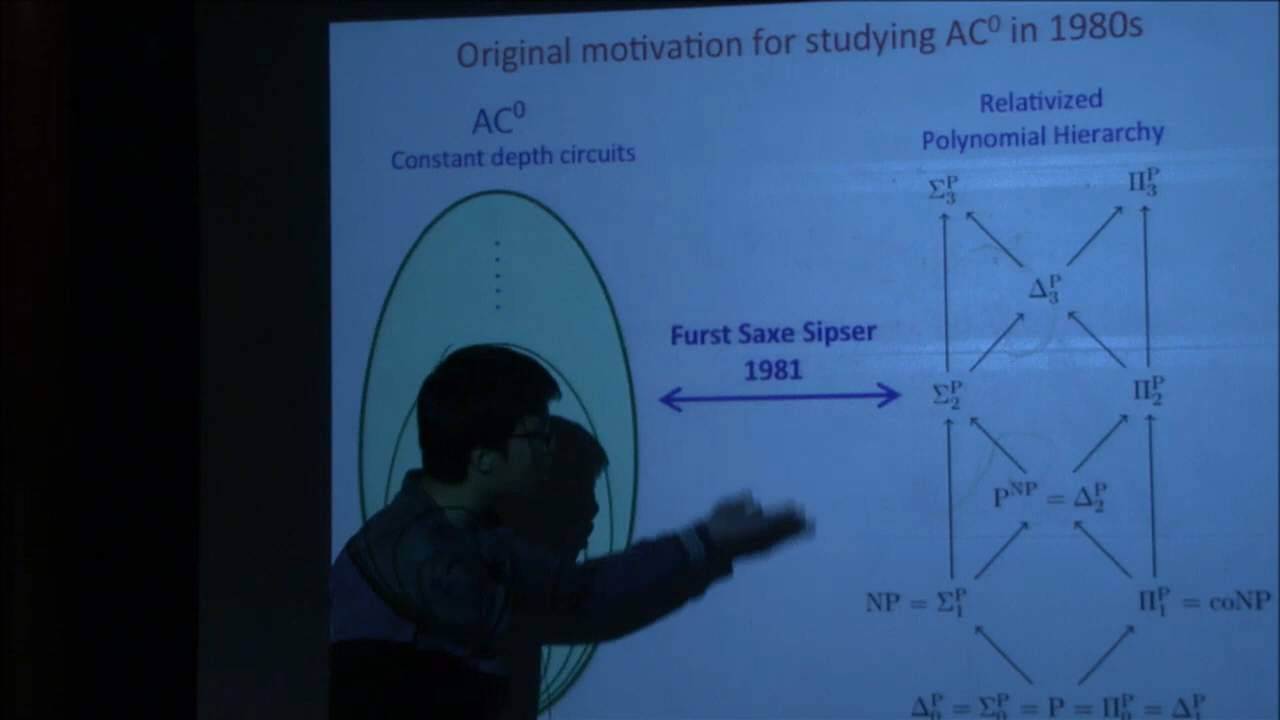 Original motivation for studying AC⁰ in 1980s
AC⁰
Constant depth circuits
Relativized
Polynomial Hierarchy
Σ₃ᴾ Π₃ᴾ
Δ₃ᴾ
Furst Saxe Sipser
1981
Σ₂ᴾ Π₂ᴾ
Pᴺᴾ = Δ₂ᴾ
NP = Σ₁ᴾ Π₁ᴾ = coNP
Δ₀ᴾ = Σ₀ᴾ = P = Π₀ᴾ = Δ₁ᴾ